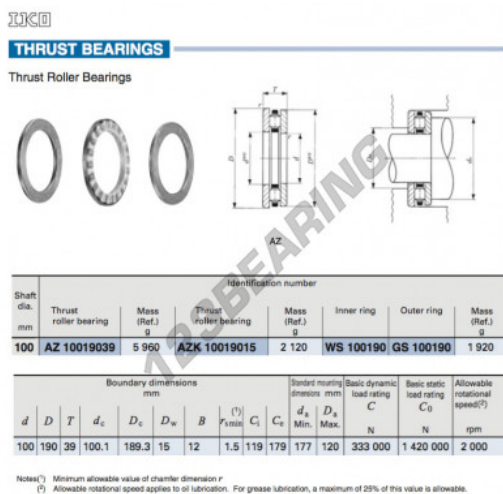 IKO
THRUST BEARINGS
Thrust Roller Bearings
T
r
r
D
d
AZ
123BEARING
Identification number
Shaft dia. mm
Thrust roller bearing
Mass (Ref.) g
Thrust roller bearing
Mass (Ref.) g
Inner ring
Outer ring
Mass (Ref.) g
100 AZ 10019039 5 960 AZK 10019015 2 120 WS 100190 GS 100190 1 920
Boundary dimensions mm
Standard mounting dimensions mm
Basic dynamic load rating C N
Basic static load rating C0 N
Allowable rotational speed(2) rpm
d D T dc Dc Dw B (1) rsmin Ci Ce da Min. Da Max.
100 190 39 100.1 189.3 15 12 1.5 119 179 177 120 333 000 1 420 000 2 000
Notes(1) Minimum allowable value of chamfer dimension r
(2) Allowable rotational speed applies to oil lubrication. For grease lubrication, a maximum of 25% of this value is allowable.